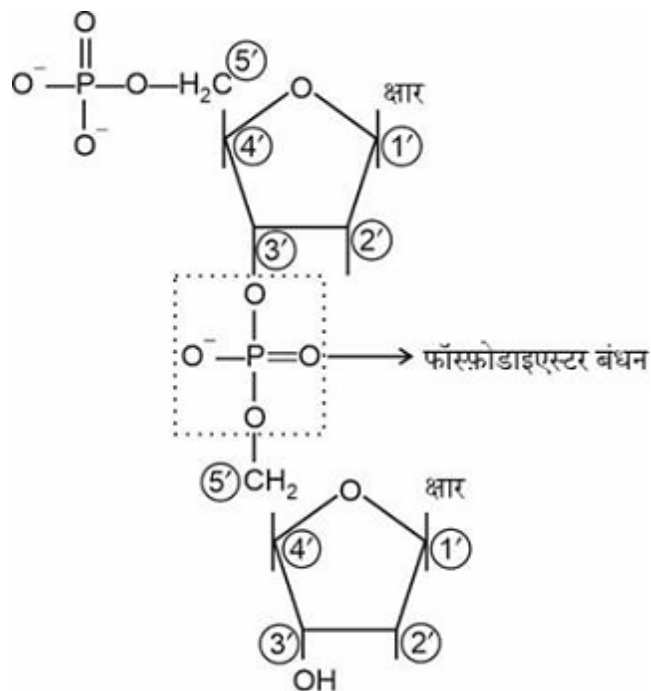 O
O⁻–P–O–H₂C 5′
O⁻
O
क्षार
4′
1′
3′
2′
O
O⁻–P=O → फॉस्फ़ोडाइएस्टर बंधन
O
5′ CH₂
O
क्षार
4′
1′
3′
2′
OH